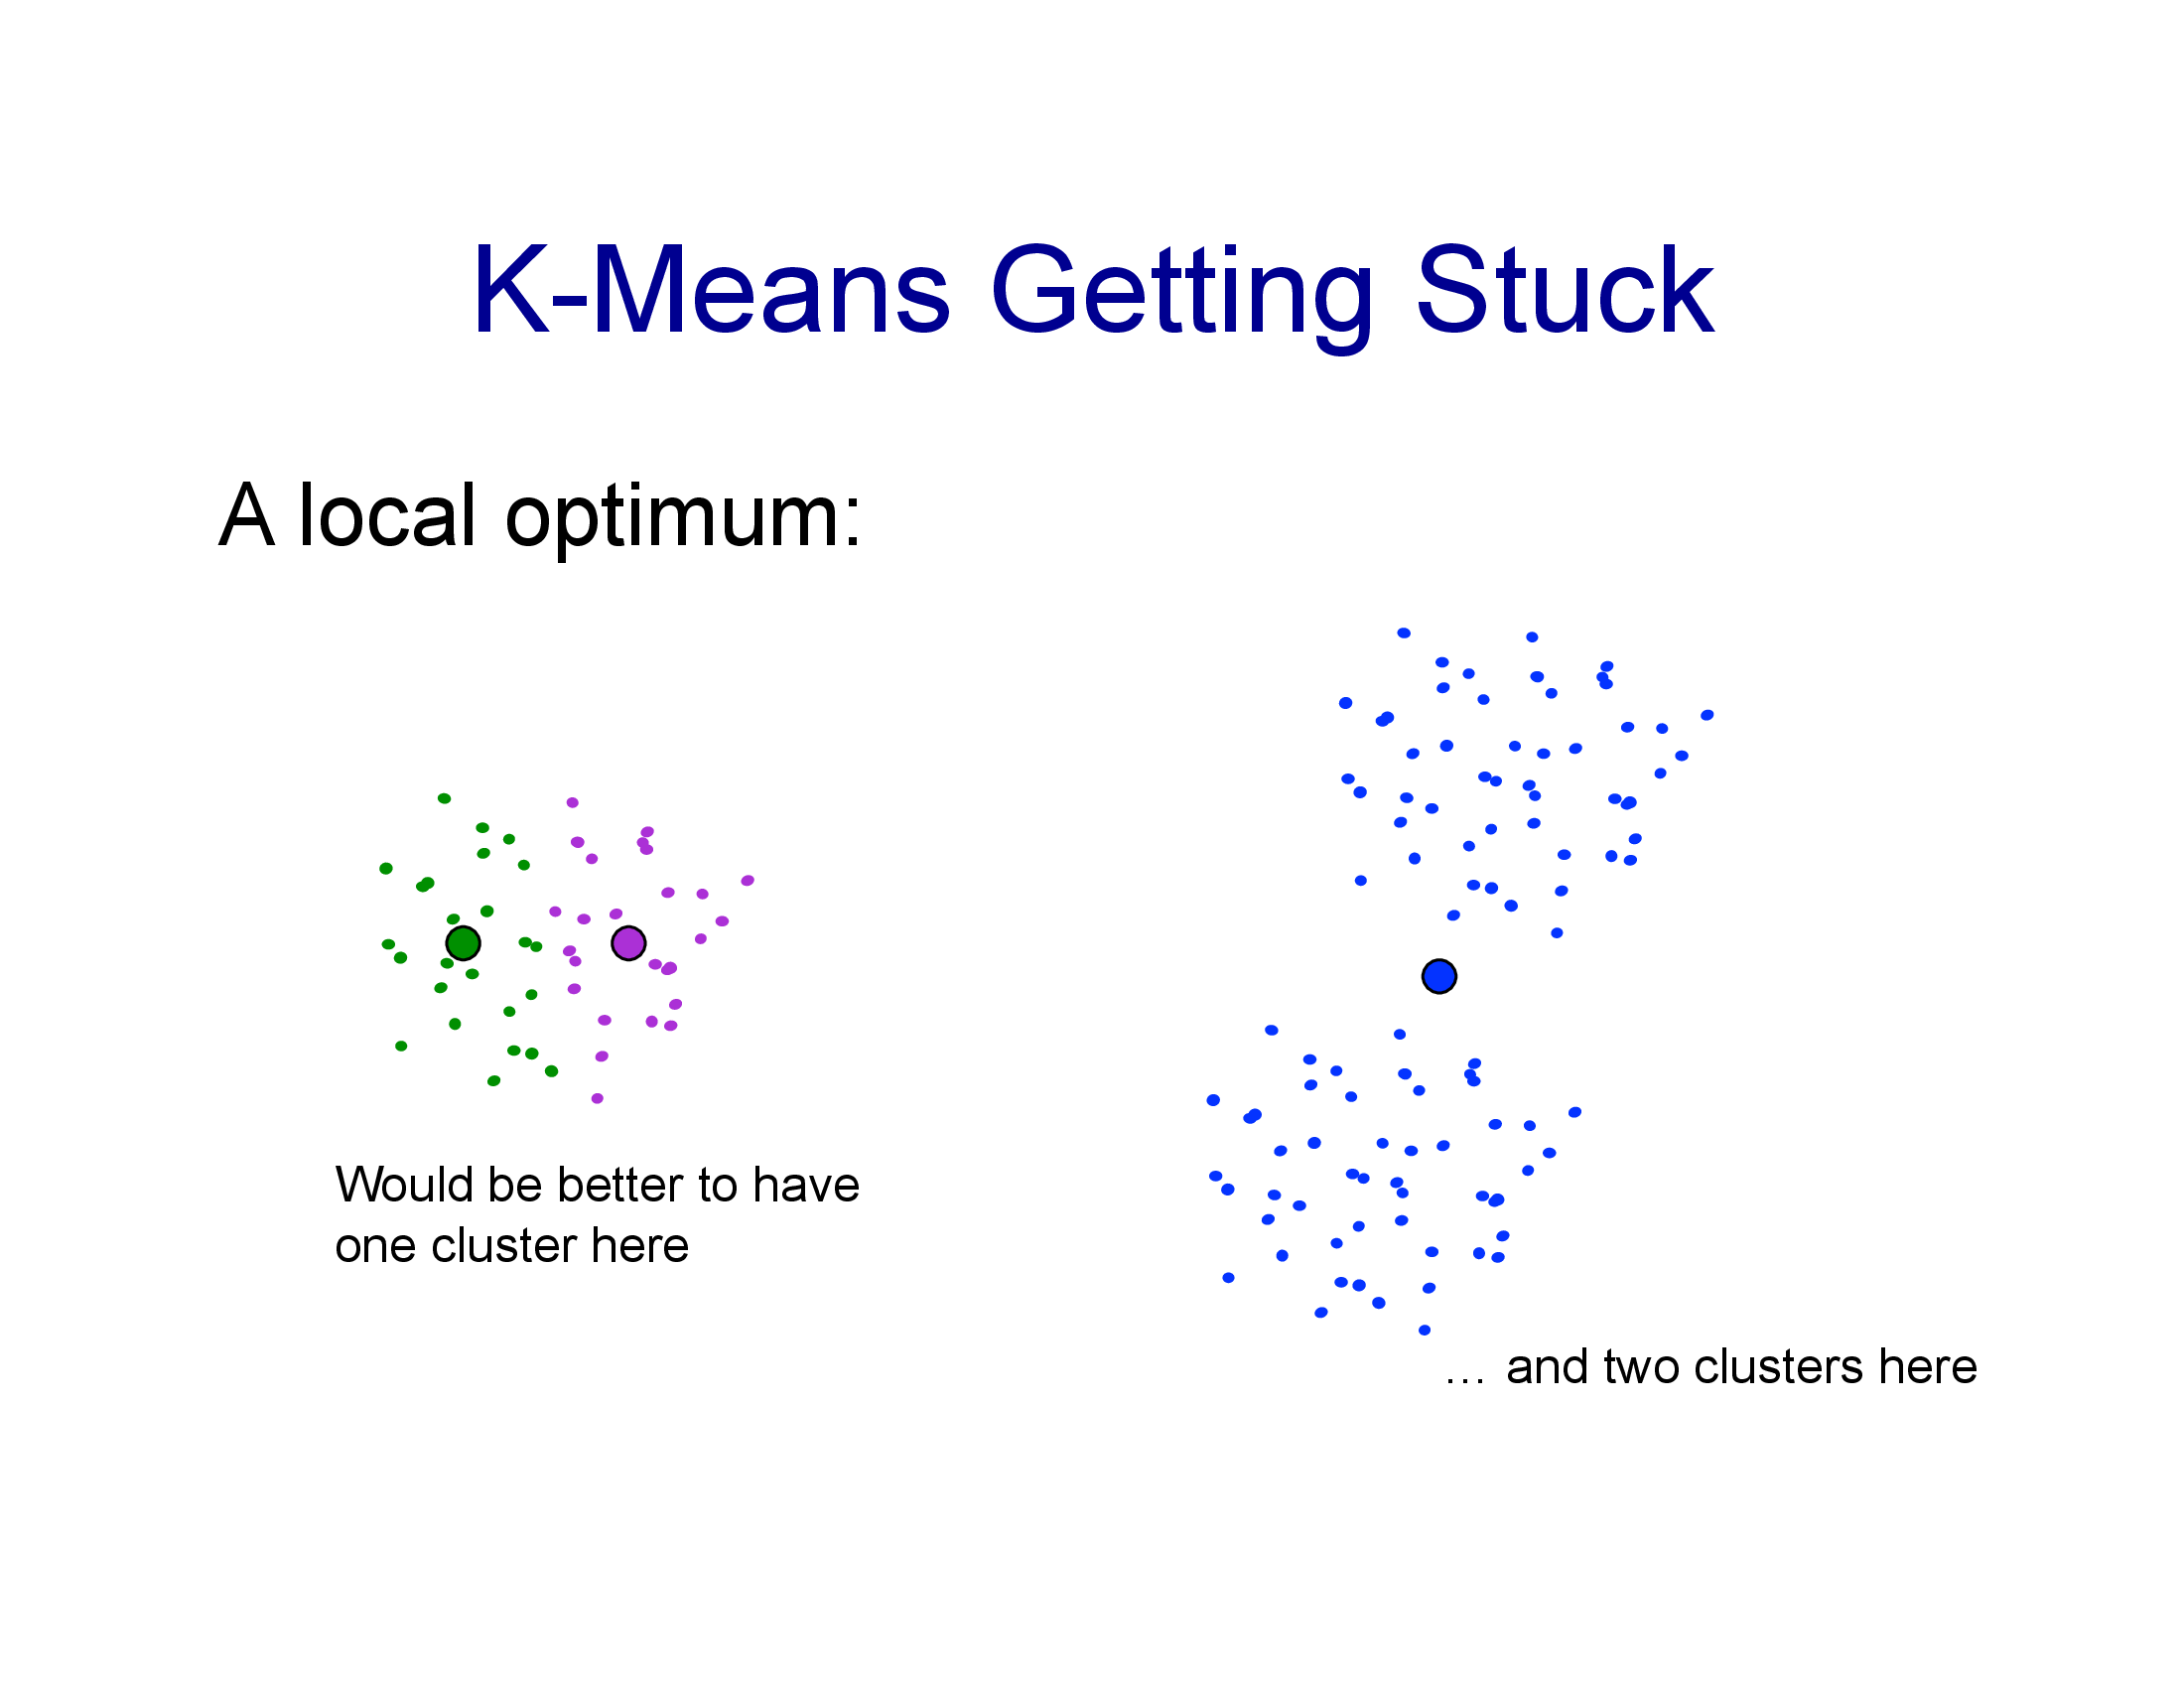 K-Means Getting Stuck
A local optimum:
Would be better to have
one cluster here
… and two clusters here